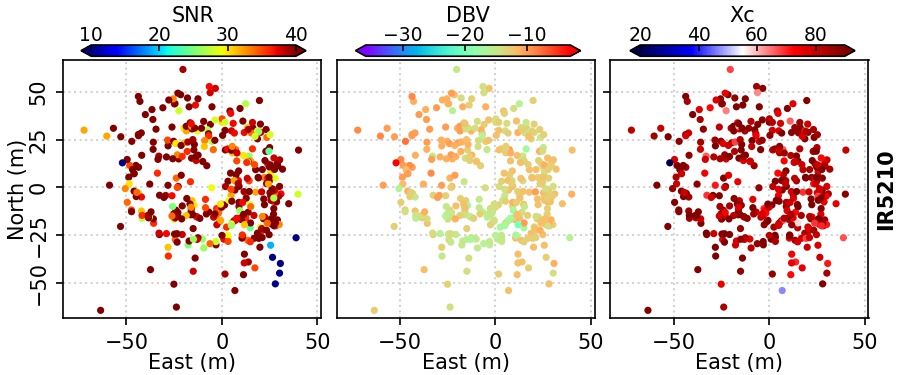 SNR
DBV
Xc
10 20 30 40
−30 −20 −10
20 40 60 80
North (m)
50
25
0
−25
−50
−50 0 50
−50 0 50
−50 0 50
East (m)
East (m)
East (m)
IR5210